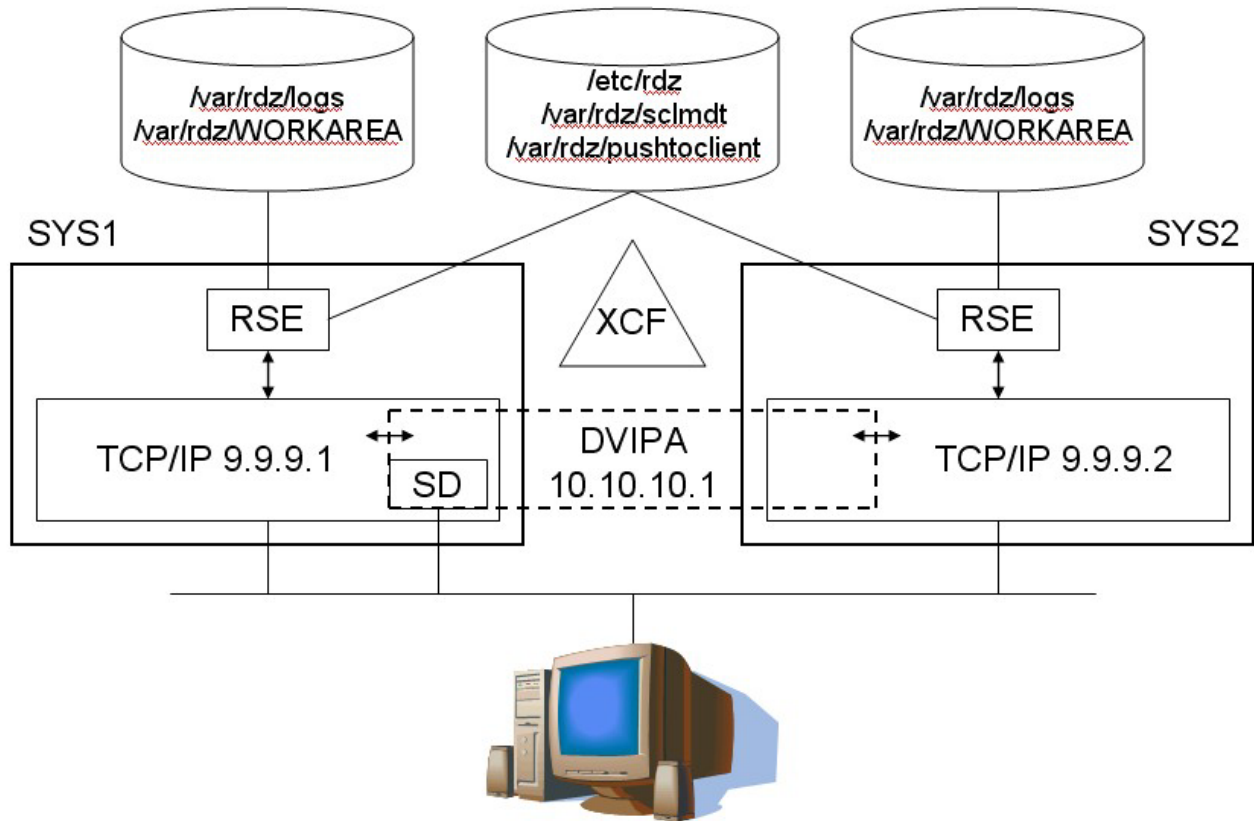 /var/rdz/logs
/var/rdz/WORKAREA
/etc/rdz
/var/rdz/sclmdt
/var/rdz/pushtoclient
/var/rdz/logs
/var/rdz/WORKAREA
SYS1
SYS2
RSE
XCF
RSE
TCP/IP 9.9.9.1
SD
DVIPA
10.10.10.1
TCP/IP 9.9.9.2